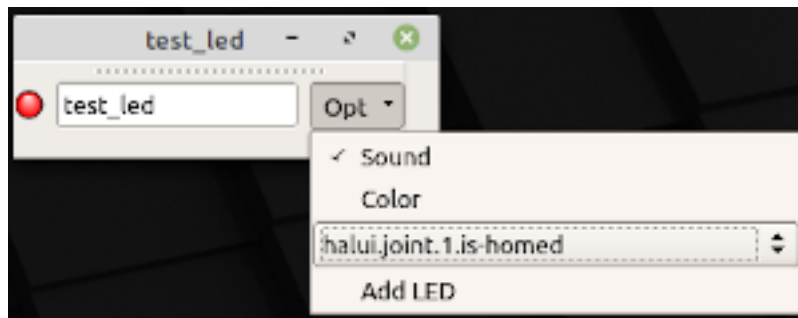 test_led
test_led Opt
Sound
Color
halui.joint.1.is-homed
Add LED